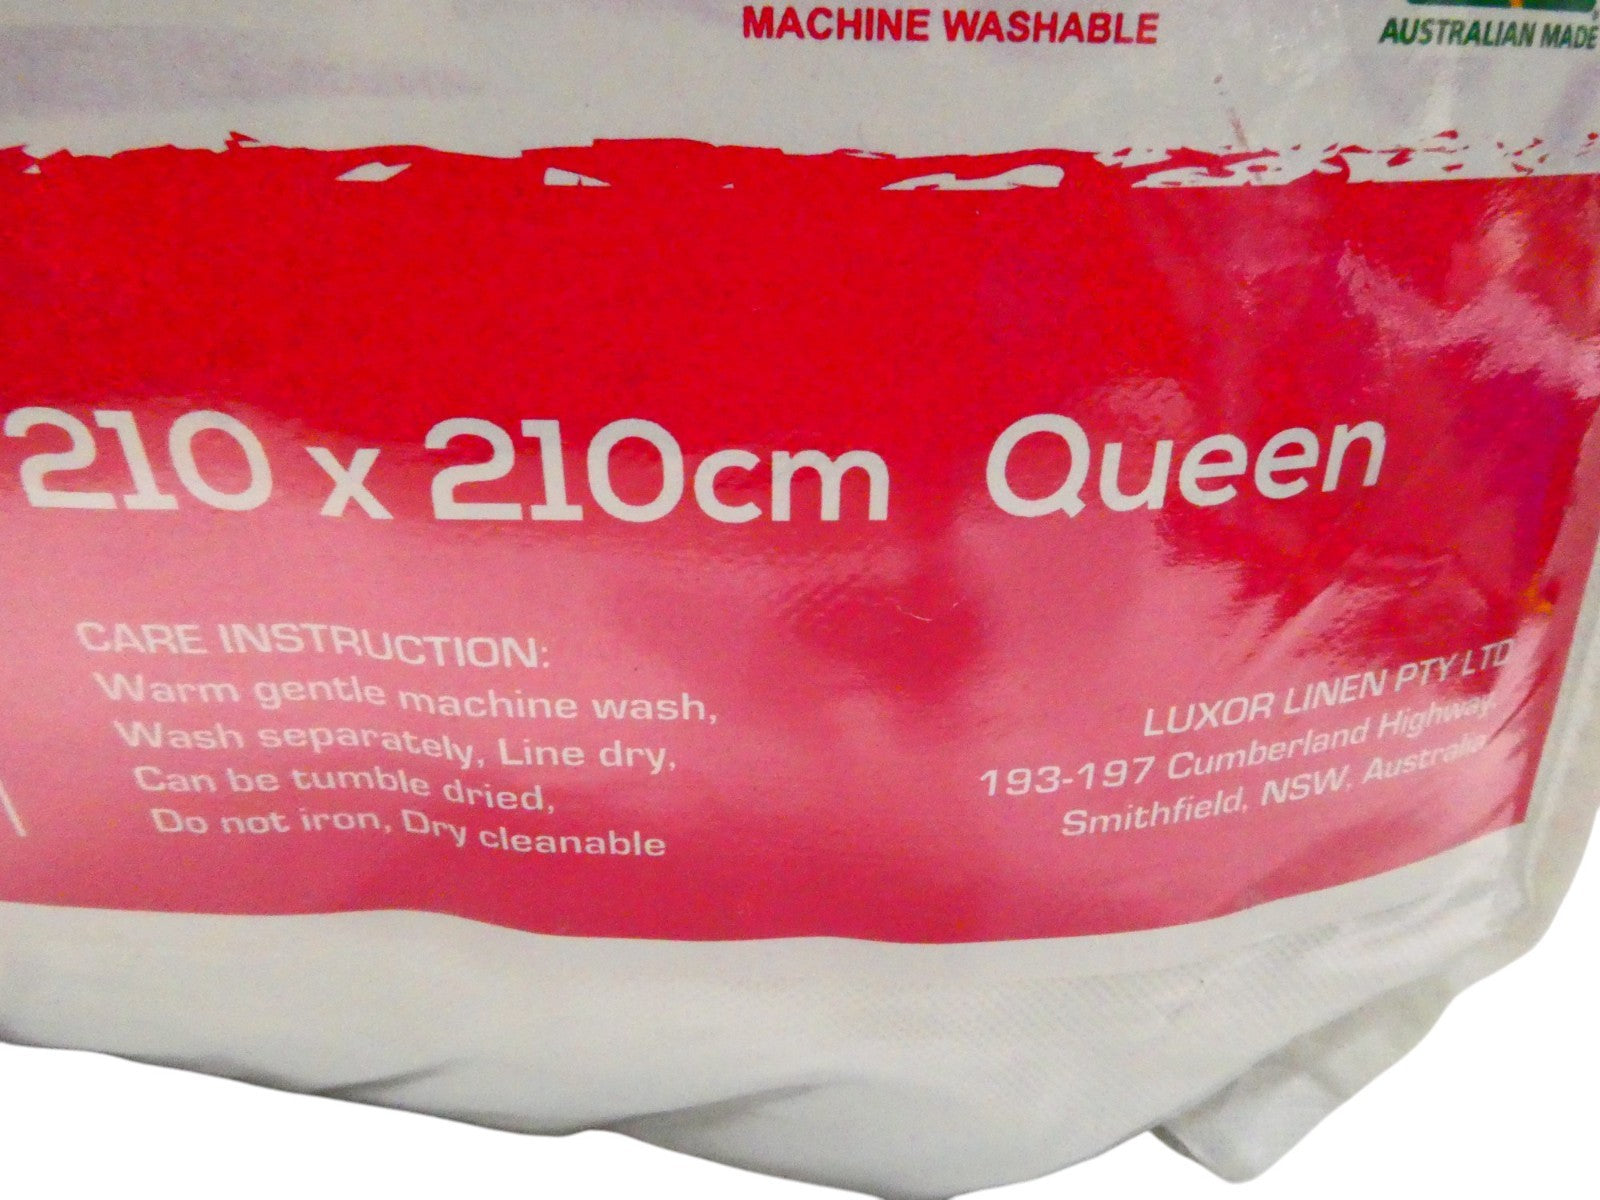 MACHINE WASHABLE
AUSTRALIAN MADE
210 x 210cm Queen
CARE INSTRUCTION:
Warm gentle machine wash,
Wash separately, Line dry,
Can be tumble dried,
Do not iron, Dry cleanable
LUXOR LINEN PTY LTD
193-197 Cumberland Highway,
Smithfield, NSW, Australia